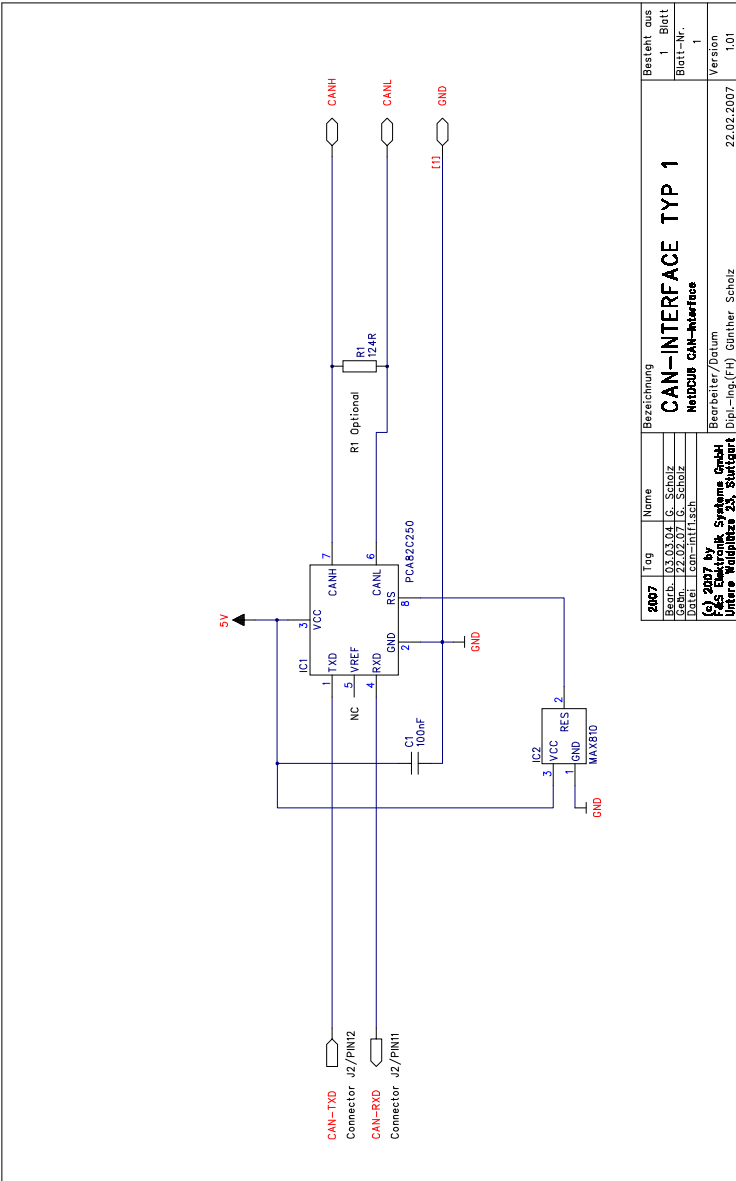 5V
CANH
CANL
GND
[1]
R1
124R
R1 Optional
IC1
VCC
3
TXD
1
VREF
5
RXD
4
CANH
7
CANL
6
RS
8
GND
2
PCA82C250
NC
GND
C1
100nF
IC2
VCC
3
GND
1
RES
2
MAX810
GND
CAN-TXD
Connector J2/PIN12
CAN-RXD
Connector J2/PIN11
2007 Tag Name
Bearb. 03.03.04 G. Scholz
Geän. 22.02.07 G. Scholz
Datei can-intf1.sch
(c) 2007 by
F&S Elektronik Systeme GmbH
Untere Waldplätze 23, Stuttgart
Bezeichnung
CAN-INTERFACE TYP 1
NetDCU8 CAN-Interface
Bearbeiter/Datum
Dipl.-Ing.(FH) Günther Scholz 22.02.2007
Besteht aus
1 Blatt
Blatt-Nr.
1
Version
1.01